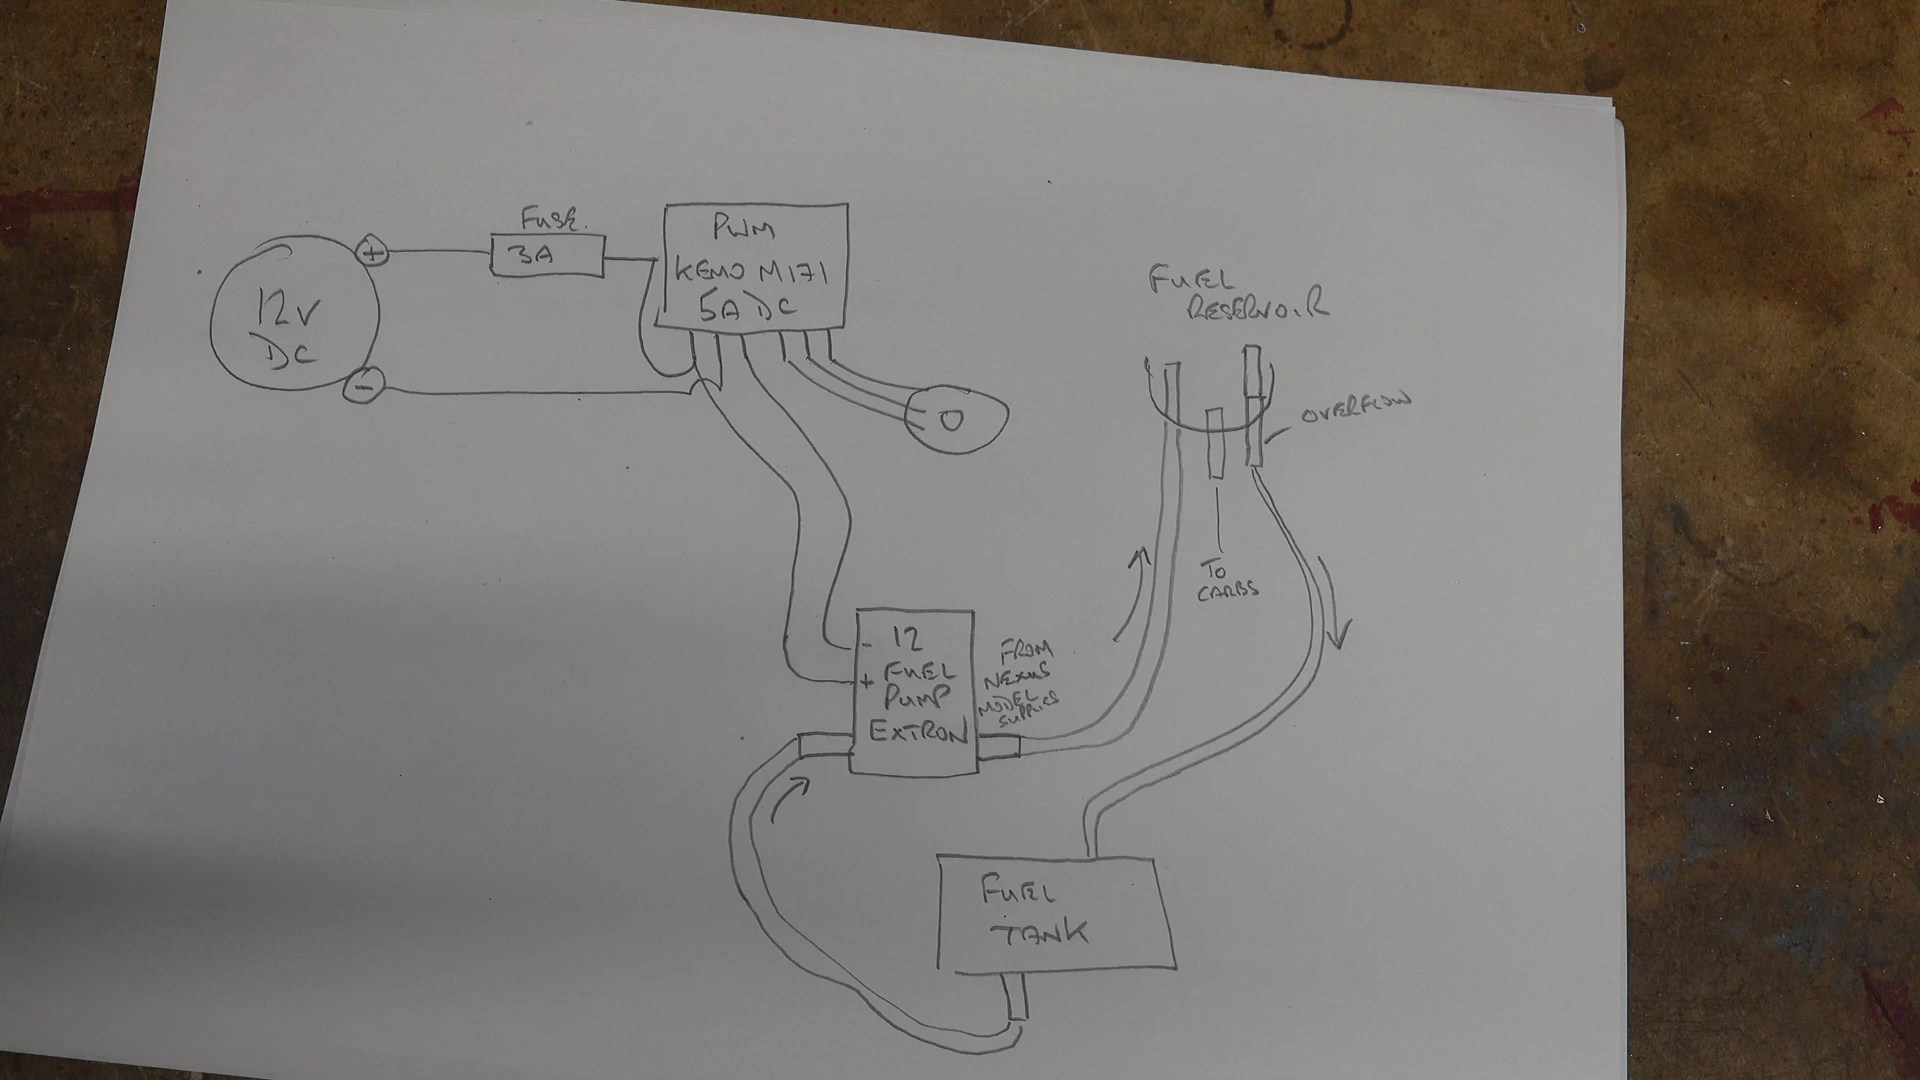 Fuse.
3A
+
12V
DC
-
PWM
KEMO M171
5A DC
FUEL
RESERVOIR
OVERFLOW
TO
CARBS
- 12
+ FUEL
PUMP
EXTRON
FROM
NEXUS
MODEL
SUPPLIES
FUEL
TANK